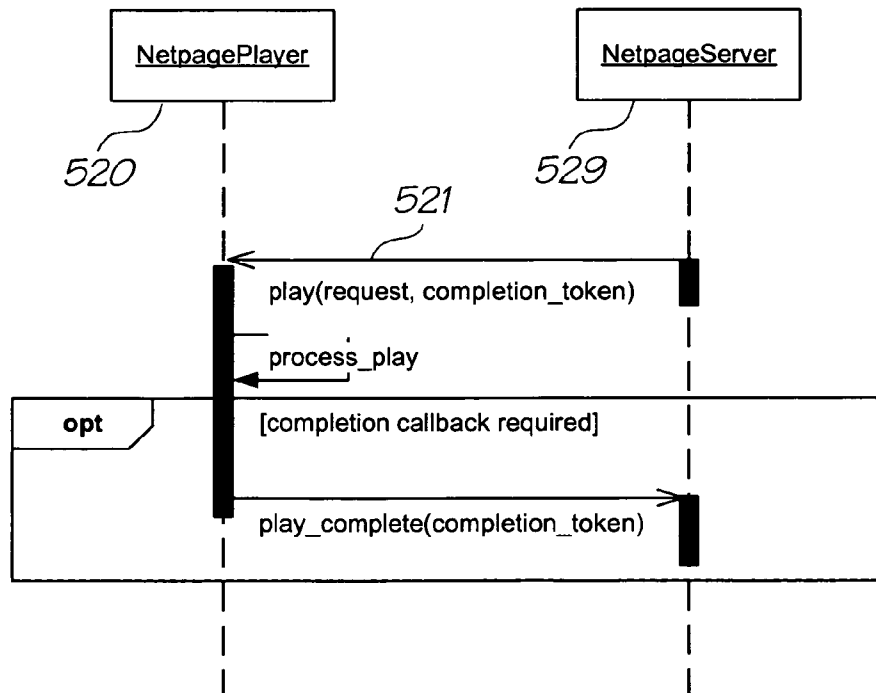 NetpagePlayer
NetpageServer
520
529
521
play(request, completion_token)
process_play
opt
[completion callback required]
play_complete(completion_token)